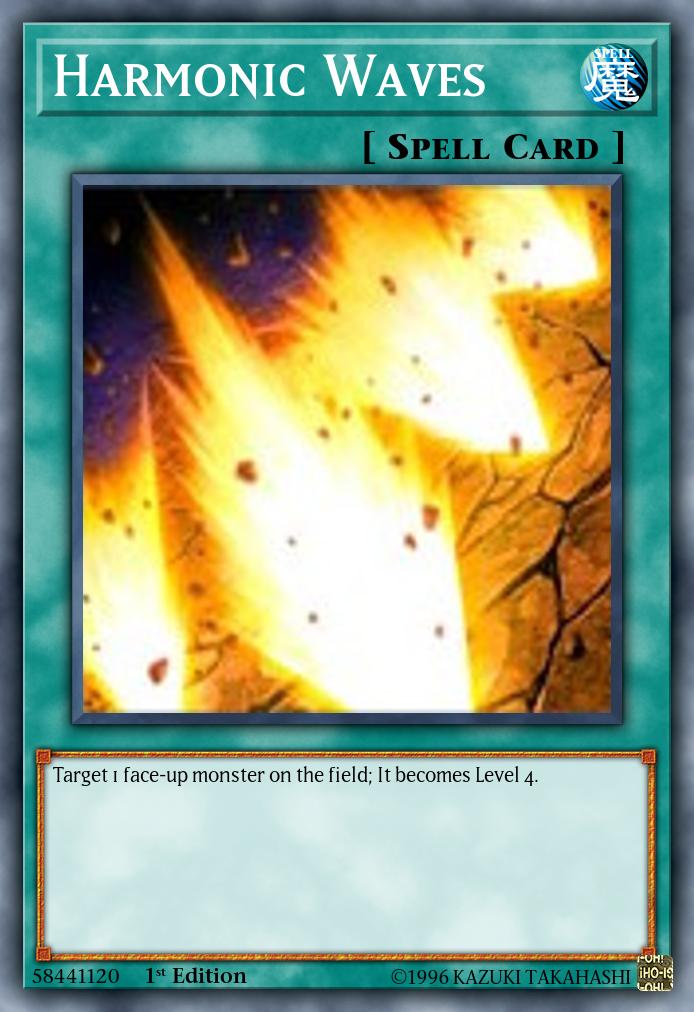 Harmonic Waves
SPELL
魔
[ Spell Card ]
Target 1 face-up monster on the field; It becomes Level 4.
58441120 1st Edition ©1996 KAZUKI TAKAHASHI